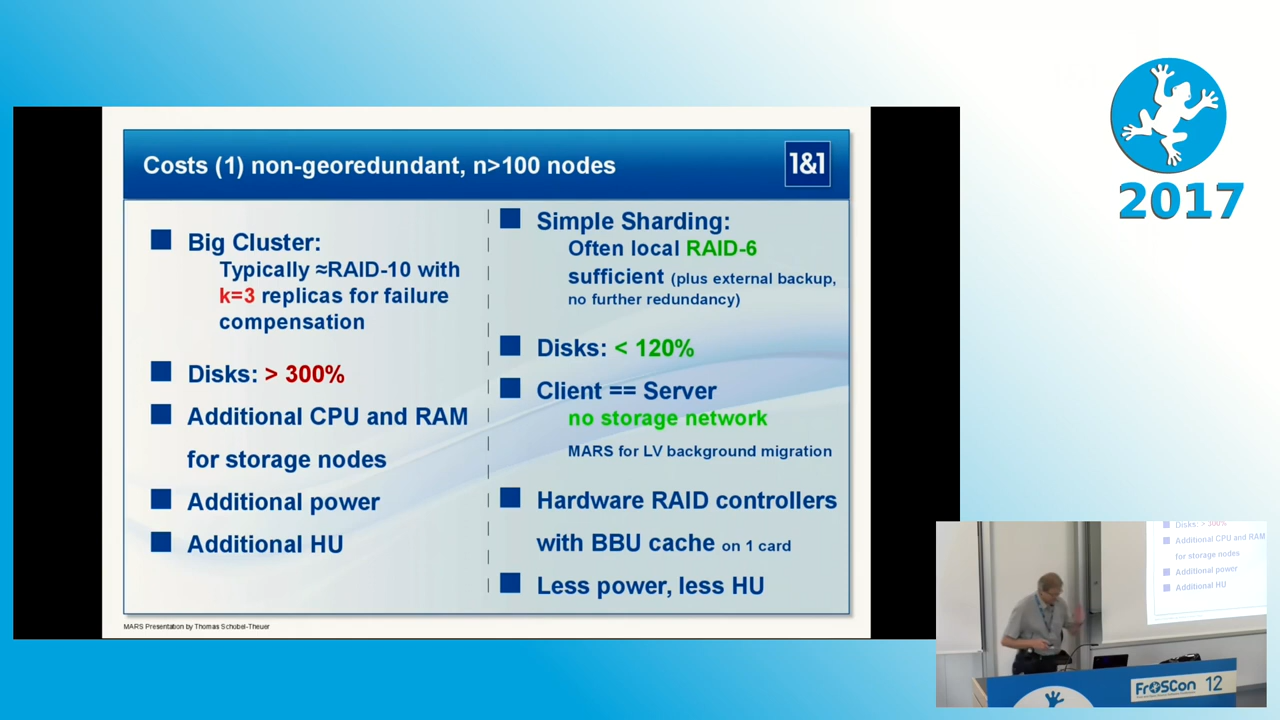 2017
Costs (1) non-georedundant, n>100 nodes
1&1
Big Cluster:
Typically ≈RAID-10 with
k=3 replicas for failure
compensation
Disks: > 300%
Additional CPU and RAM
for storage nodes
Additional power
Additional HU
Simple Sharding:
Often local RAID-6
sufficient (plus external backup,
no further redundancy)
Disks: < 120%
Client == Server
no storage network
MARS for LV background migration
Hardware RAID controllers
with BBU cache on 1 card
Less power, less HU
MARS Presentation by Thomas Schöbel-Theuer
Disks: > 300%
Additional CPU and RAM
for storage nodes
Additional power
Additional HU
FrOSCon 12